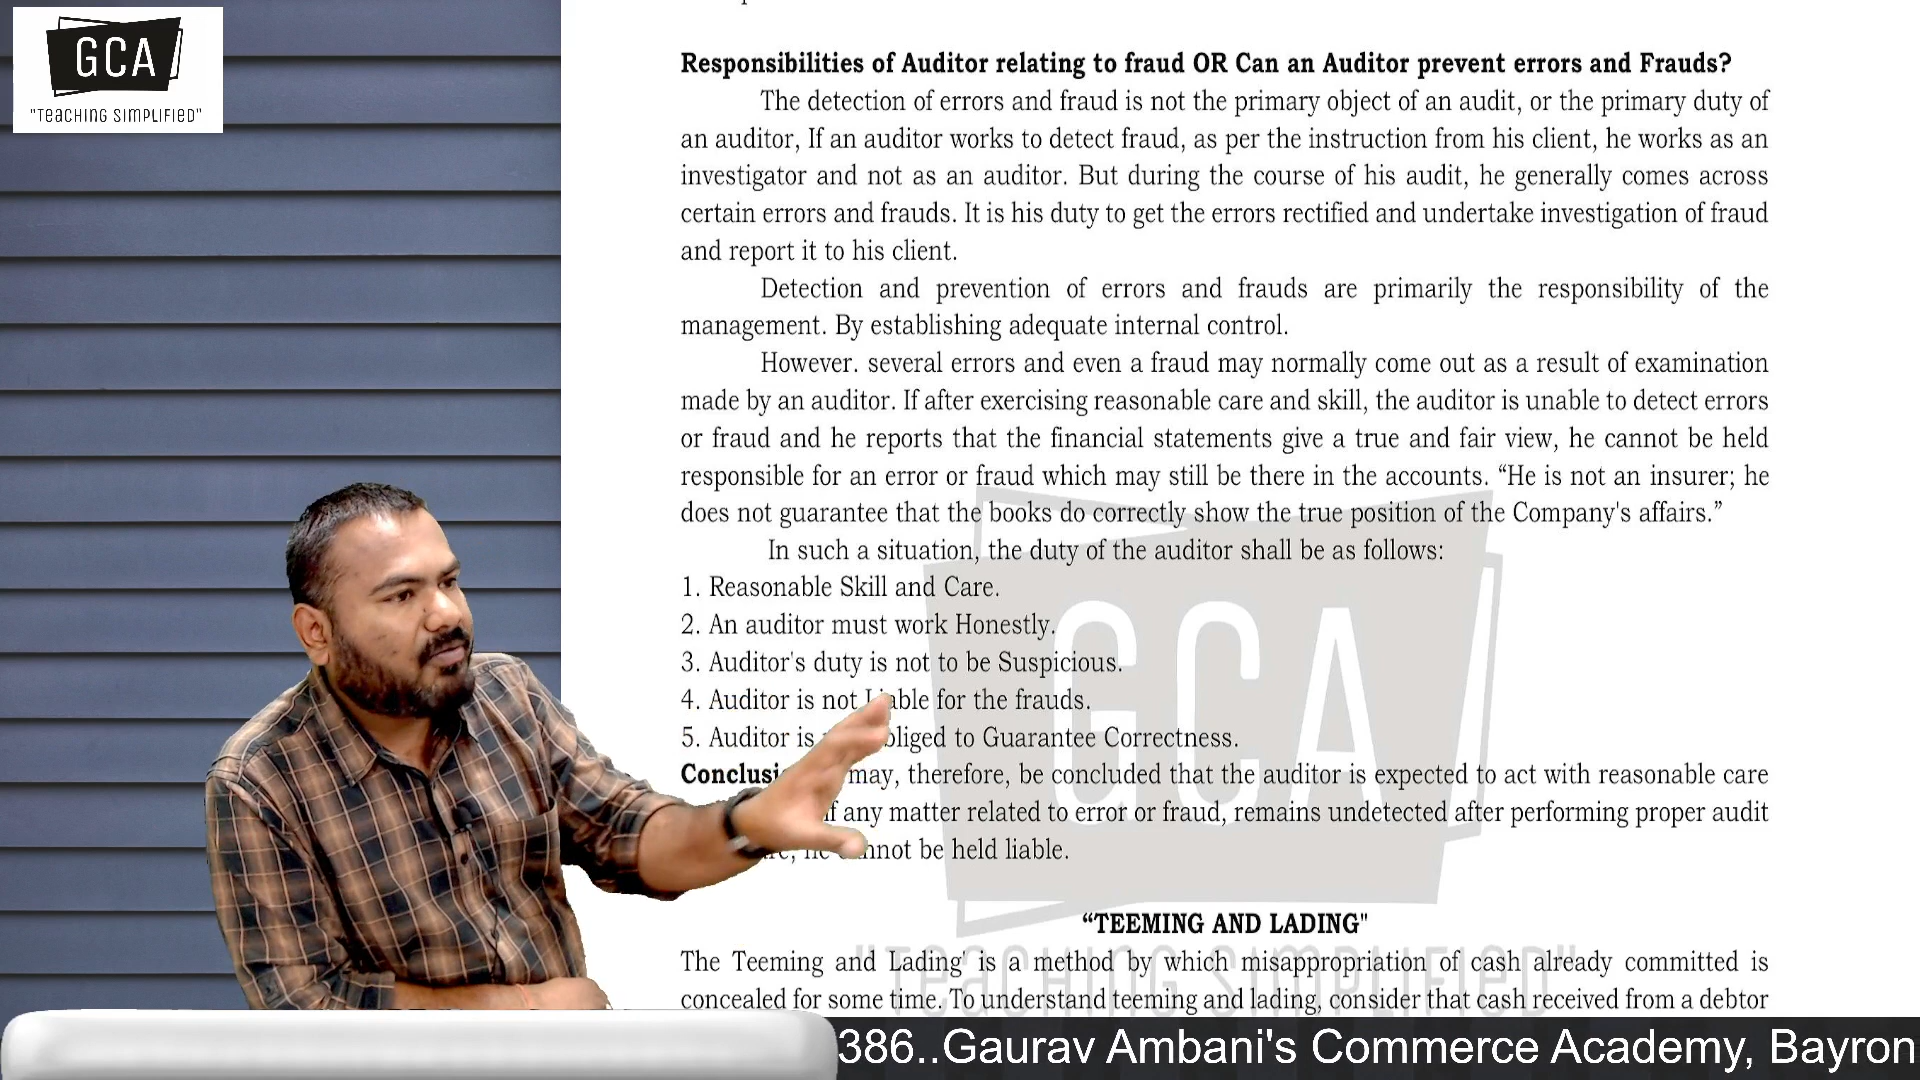 GCA
"TEACHING SIMPLIFIED"
Responsibilities of Auditor relating to fraud OR Can an Auditor prevent errors and Frauds?
The detection of errors and fraud is not the primary object of an audit, or the primary duty of
an auditor, If an auditor works to detect fraud, as per the instruction from his client, he works as an
investigator and not as an auditor. But during the course of his audit, he generally comes across
certain errors and frauds. It is his duty to get the errors rectified and undertake investigation of fraud
and report it to his client.
Detection and prevention of errors and frauds are primarily the responsibility of the
management. By establishing adequate internal control.
However. several errors and even a fraud may normally come out as a result of examination
made by an auditor. If after exercising reasonable care and skill, the auditor is unable to detect errors
or fraud and he reports that the financial statements give a true and fair view, he cannot be held
responsible for an error or fraud which may still be there in the accounts. “He is not an insurer; he
does not guarantee that the books do correctly show the true position of the Company's affairs.”
In such a situation, the duty of the auditor shall be as follows:
1. Reasonable Skill and Care.
2. An auditor must work Honestly.
3. Auditor's duty is not to be Suspicious.
4. Auditor is not Liable for the frauds.
5. Auditor is to Guarantee Correctness.
may, therefore, be concluded that the auditor is expected to act with reasonable care
any matter related to error or fraud, remains undetected after performing proper audit
be held liable.
“TEEMING AND LADING"
The Teeming and Lading' is a method by which misappropriation of cash already committed is
concealed for some time. To understand teeming and lading, consider that cash received from a debtor
GCA
"TEACHING SIMPLIFIED"
386..Gaurav Ambani's Commerce Academy, Bayron